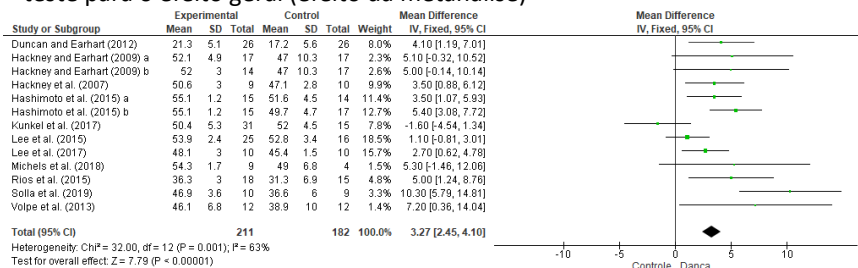 teste para o efeito geral (efeito da metanálise)
Experimental Control Mean Difference Mean Difference
Study or Subgroup Mean SD Total Mean SD Total Weight IV, Fixed, 95% CI IV, Fixed, 95% CI
Duncan and Earhart (2012) 21.3 5.1 26 17.2 5.6 26 8.0% 4.10 [1.19, 7.01]
Hackney and Earhart (2009) a 52.1 4.9 17 47 10.3 17 2.3% 5.10 [-0.32, 10.52]
Hackney and Earhart (2009) b 52 3 14 47 10.3 17 2.6% 5.00 [-0.14, 10.14]
Hackney et al. (2007) 50.6 3 9 47.1 2.8 10 9.9% 3.50 [0.88, 6.12]
Hashimoto et al. (2015) a 55.1 1.2 15 51.6 4.5 14 11.4% 3.50 [1.07, 5.93]
Hashimoto et al. (2015) b 55.1 1.2 15 49.7 4.7 17 12.7% 5.40 [3.08, 7.72]
Kunkel et al. (2017) 50.4 5.3 31 52 4.5 15 7.8% -1.60 [-4.54, 1.34]
Lee et al. (2015) 53.9 2.4 25 52.8 3.4 16 18.5% 1.10 [-0.81, 3.01]
Lee et al. (2017) 48.1 3 10 45.4 1.5 10 15.7% 2.70 [0.62, 4.78]
Michels et al. (2018) 54.3 1.7 9 49 6.8 4 1.5% 5.30 [-1.46, 12.06]
Rios et al. (2015) 36.3 3 18 31.3 6.9 15 4.8% 5.00 [1.24, 8.76]
Solla et al. (2019) 46.9 3.6 10 36.6 6 9 3.3% 10.30 [5.79, 14.81]
Volpe et al. (2013) 46.1 6.8 12 38.9 10 12 1.4% 7.20 [0.36, 14.04]
Total (95% CI) 211 182 100.0% 3.27 [2.45, 4.10]
Heterogeneity: Chi² = 32.00, df = 12 (P = 0.001); I² = 63%
Test for overall effect: Z = 7.79 (P < 0.00001)
-10 -5 0 5 10
Controle Dança